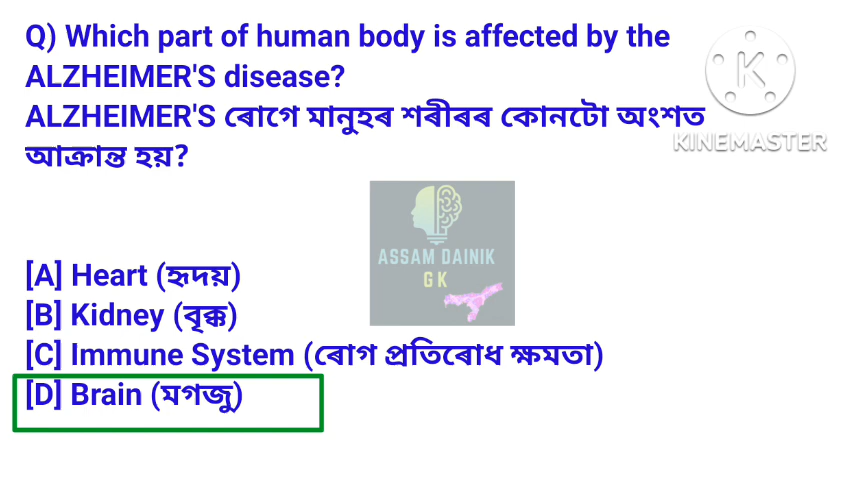 Q) Which part of human body is affected by the
ALZHEIMER'S disease?
ALZHEIMER'S ৰোগে মানুহৰ শৰীৰৰ কোনটো অংশত
আক্ৰান্ত হয়?
KINEMASTER
ASSAM DAINIK
GK
[A] Heart (হৃদয়)
[B] Kidney (বৃক্ক)
[C] Immune System (ৰোগ প্ৰতিৰোধ ক্ষমতা)
[D] Brain (মগজু)